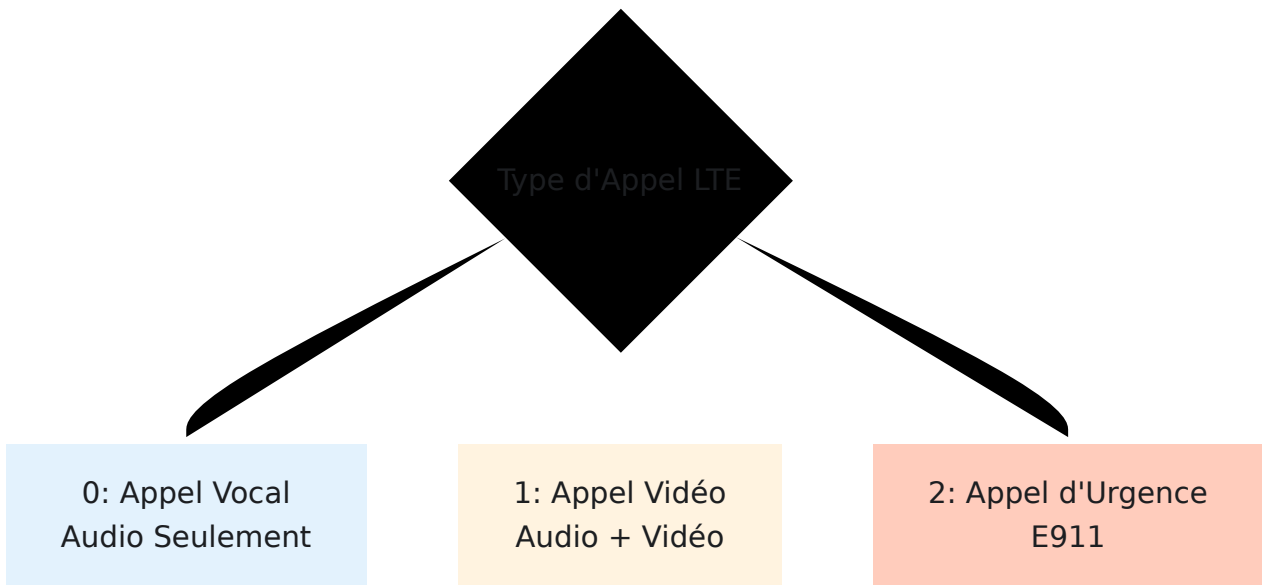 Type d'Appel LTE
0: Appel Vocal
Audio Seulement
1: Appel Vidéo
Audio + Vidéo
2: Appel d'Urgence
E911